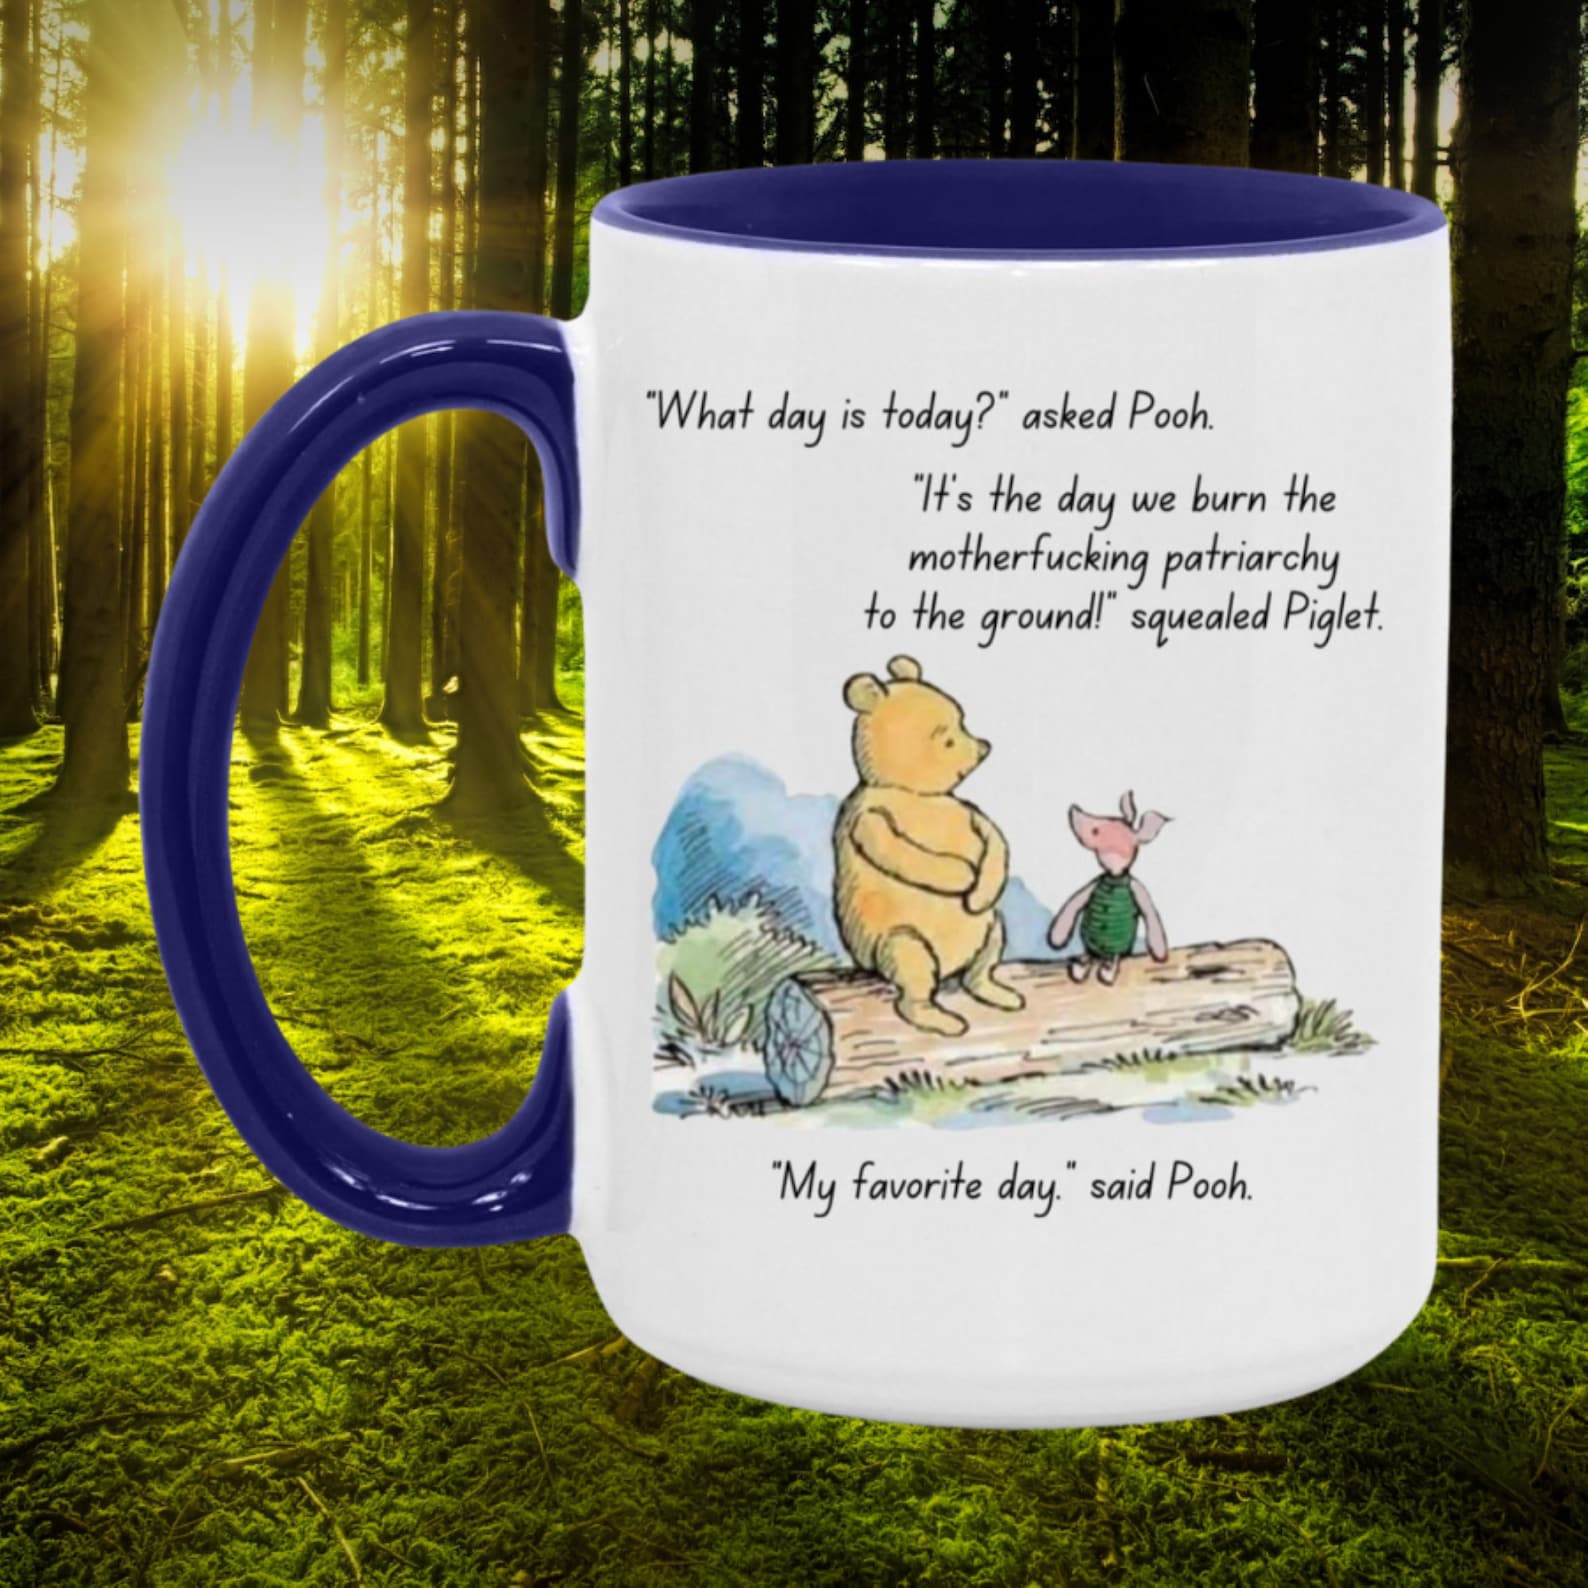 "What day is today?" asked Pooh.
"It's the day we burn the
motherfucking patriarchy
to the ground!" squealed Piglet.
"My favorite day." said Pooh.